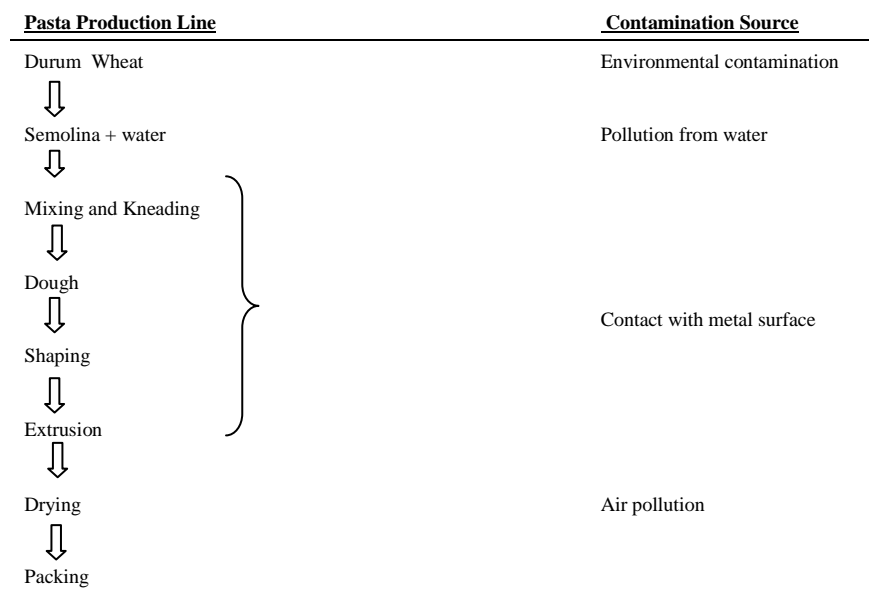 Pasta Production Line Contamination Source
Durum Wheat Environmental contamination
Semolina + water Pollution from water
Mixing and Kneading
Dough
Contact with metal surface
Shaping
Extrusion
Drying Air pollution
Packing